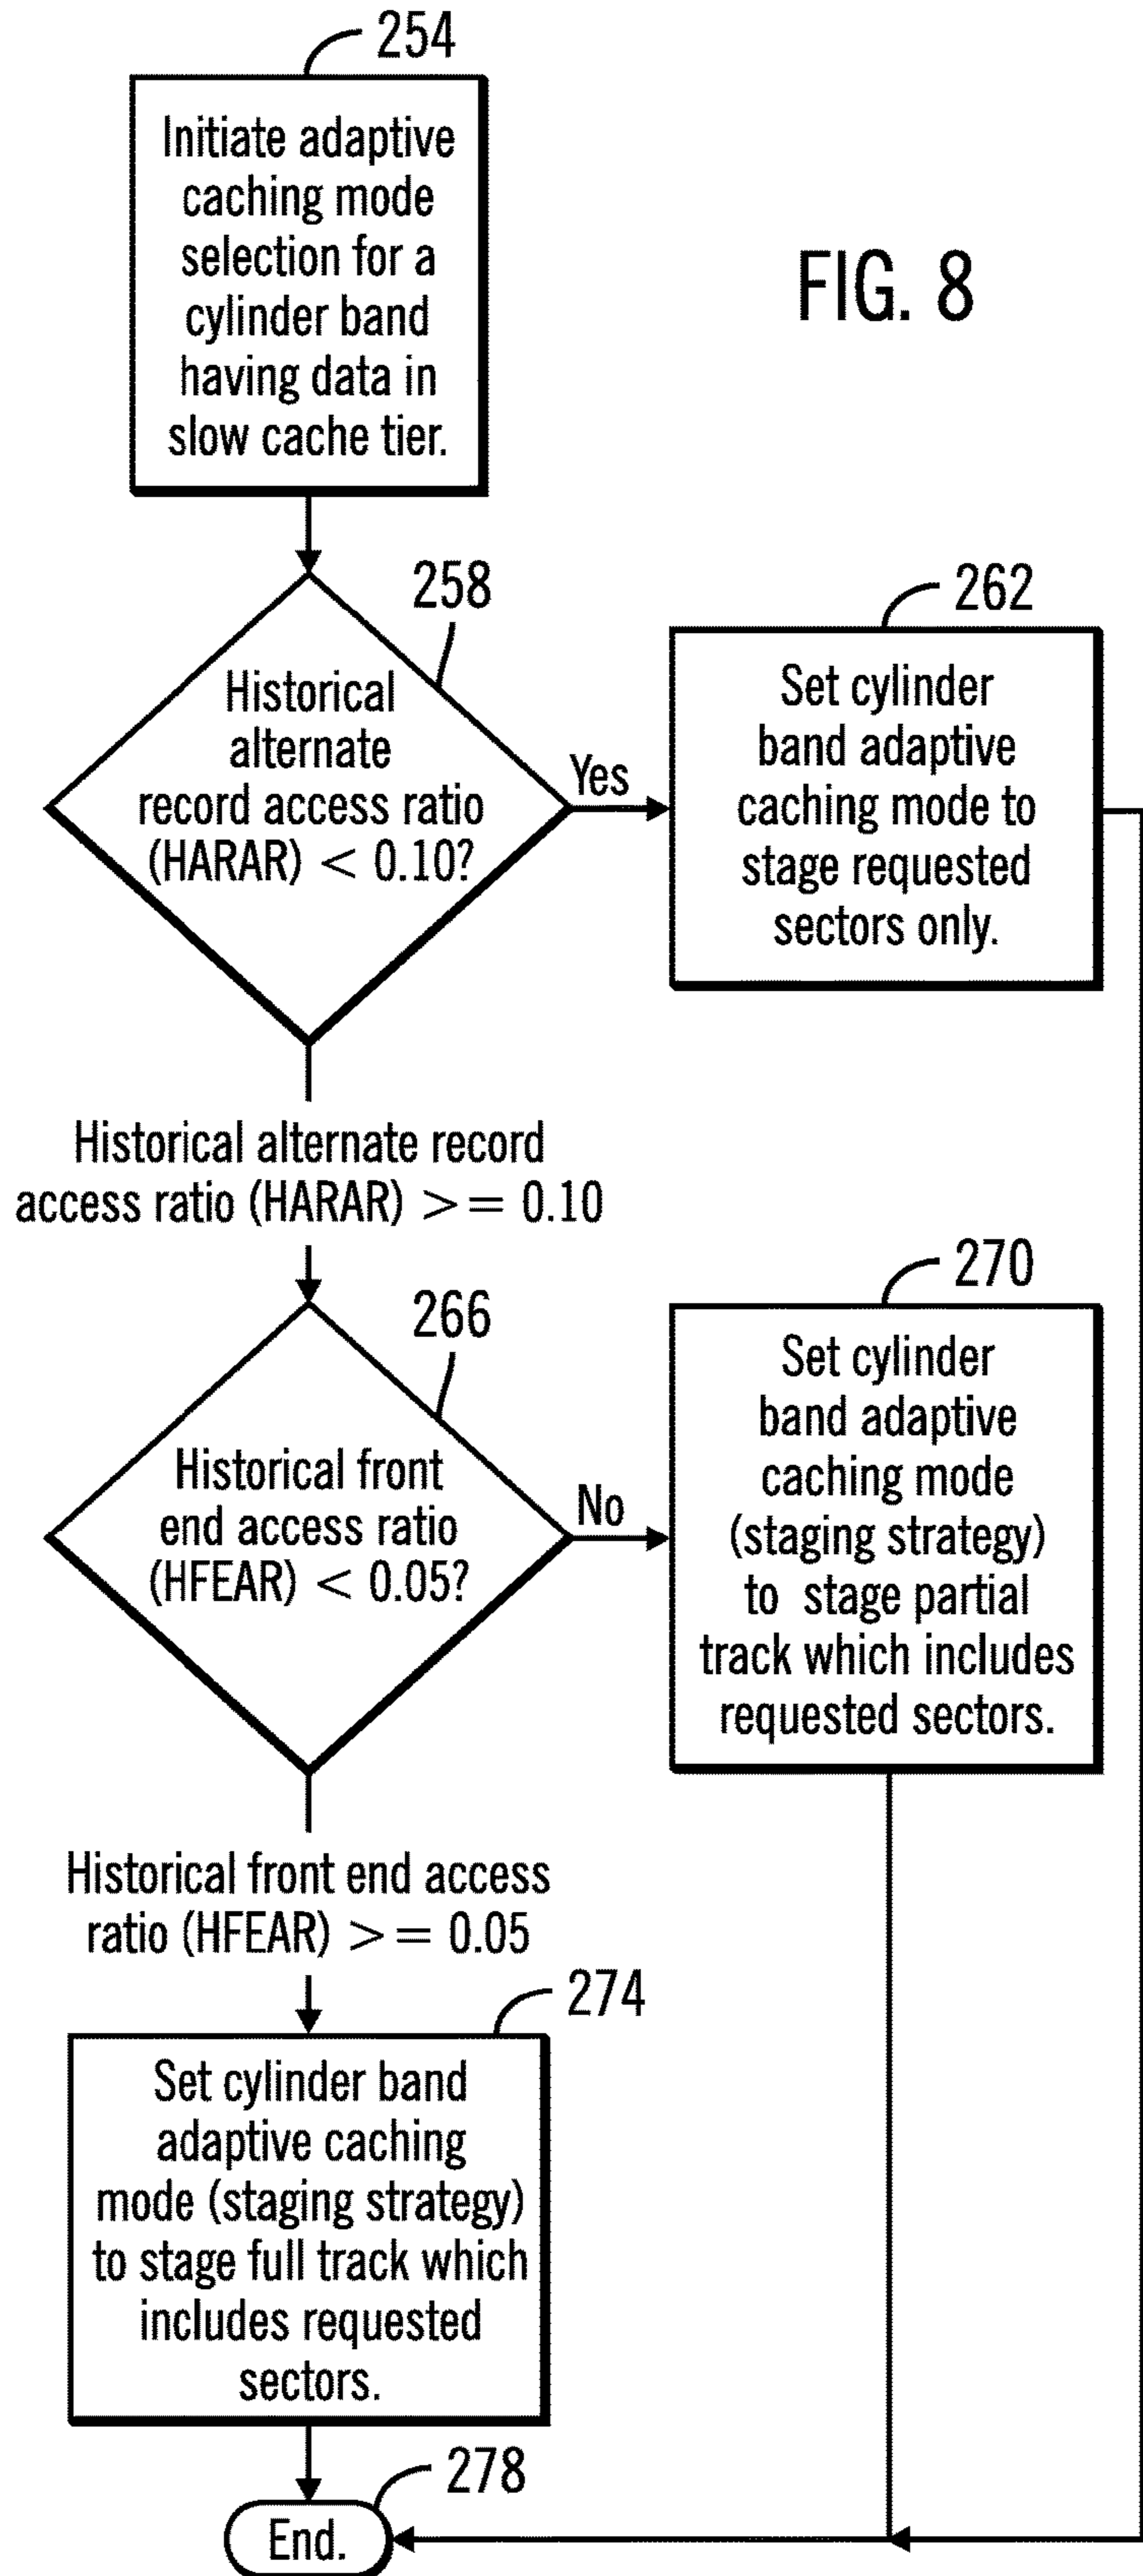 254
Initiate adaptive
caching mode
selection for a
cylinder band
having data in
slow cache tier.
FIG. 8
258
Historical
alternate
record access ratio
(HARAR) < 0.10?
Yes
262
Set cylinder
band adaptive
caching mode to
stage requested
sectors only.
Historical alternate record
access ratio (HARAR) >= 0.10
266
Historical front
end access ratio
(HFEAR) < 0.05?
No
270
Set cylinder
band adaptive
caching mode
(staging strategy)
to stage partial
track which includes
requested sectors.
Historical front end access
ratio (HFEAR) >= 0.05
274
Set cylinder band
adaptive caching
mode (staging strategy)
to stage full track which
includes requested
sectors.
278
End.